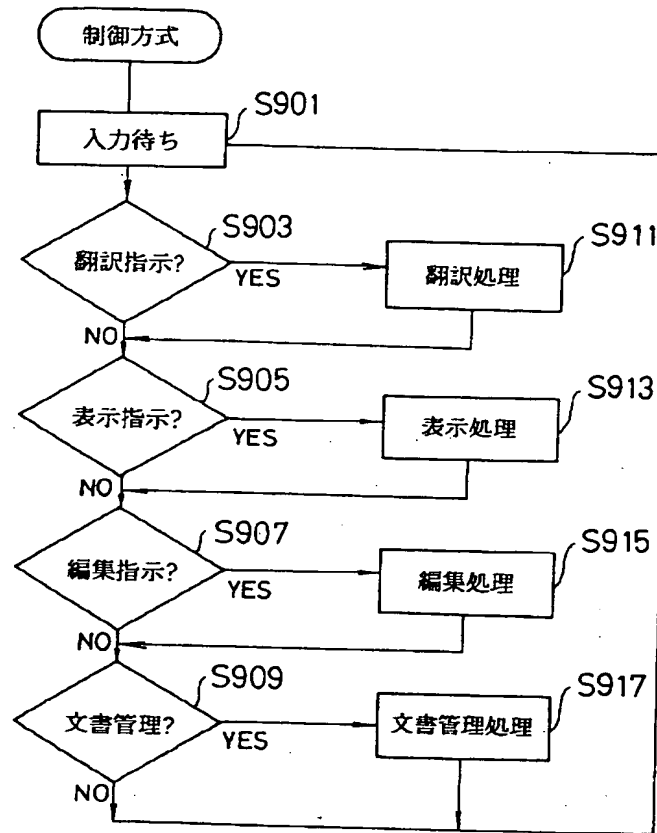 制御方式
S901
入力待ち
S903
翻訳指示?
YES
S911
翻訳処理
NO
S905
表示指示?
YES
S913
表示処理
NO
S907
編集指示?
YES
S915
編集処理
NO
S909
文書管理?
YES
S917
文書管理処理
NO